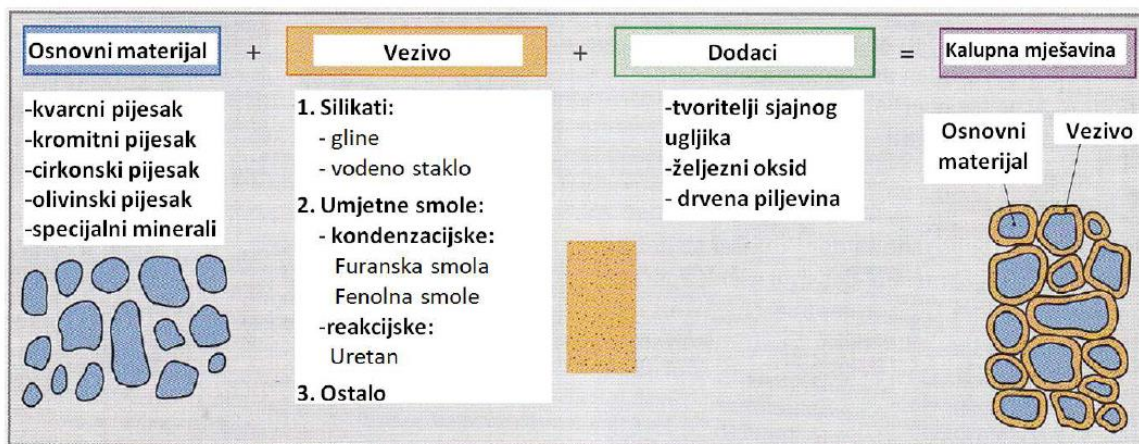 Osnovni materijal + Vezivo + Dodaci = Kalupna mješavina
-kvarcni pijesak
-kromitni pijesak
-cirkonski pijesak
-olivinski pijesak
-specijalni minerali
1. Silikati:
- gline
- vodeno staklo
2. Umjetne smole:
- kondenzacijske:
Furanska smola
Fenolna smole
-reakcijske:
Uretan
3. Ostalo
-tvoritelji sjajnog
ugljika
-željezni oksid
- drvena piljevina
Osnovni
materijal
Vezivo